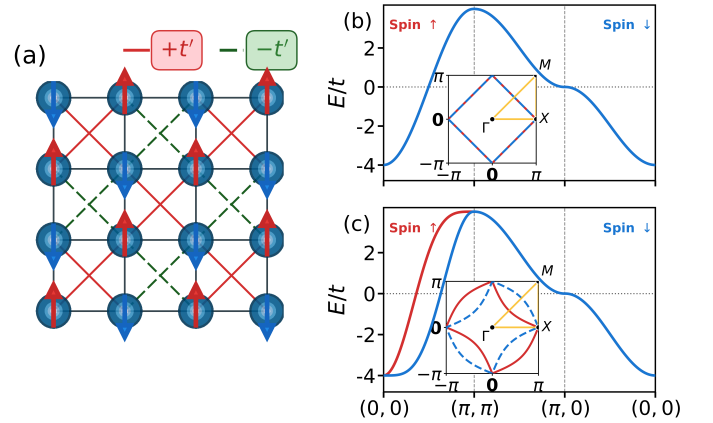 (a)
+t′
−t′
(b)
Spin ↑
Spin ↓
E/t
2
0
-2
-4
π
0
−π
−π
0
π
Γ
M
X
(c)
Spin ↑
Spin ↓
E/t
2
0
-2
-4
π
0
−π
−π
0
π
Γ
M
X
(0, 0)
(π, π)
(π, 0)
(0, 0)